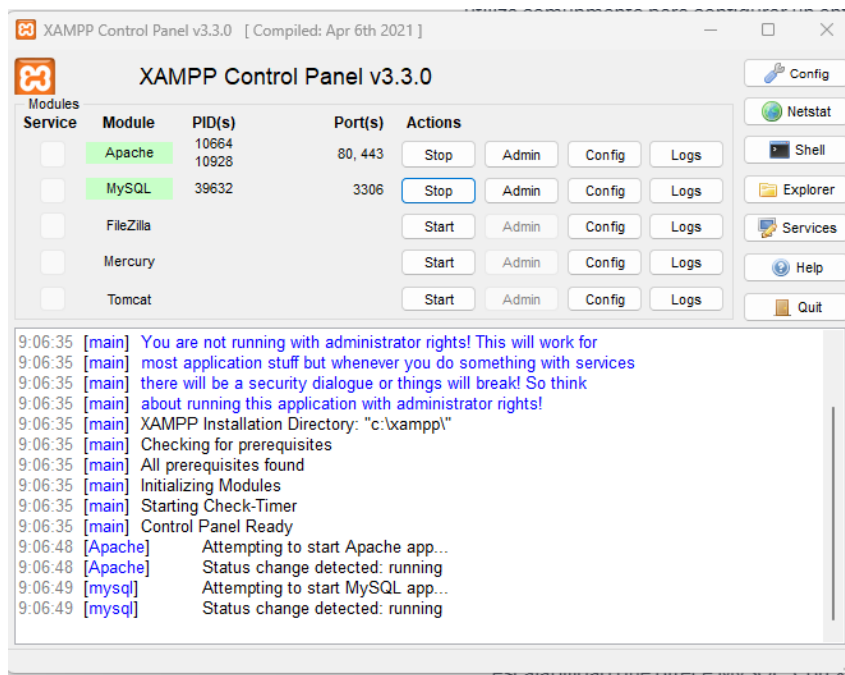 XAMPP Control Panel v3.3.0 [ Compiled: Apr 6th 2021 ]
XAMPP Control Panel v3.3.0
Config
Modules
Service Module PID(s) Port(s) Actions
Netstat
Apache 10664 10928 80, 443 Stop Admin Config Logs
Shell
MySQL 39632 3306 Stop Admin Config Logs
Explorer
FileZilla Start Admin Config Logs
Services
Mercury Start Admin Config Logs
Help
Tomcat Start Admin Config Logs
Quit
9:06:35 [main] You are not running with administrator rights! This will work for
9:06:35 [main] most application stuff but whenever you do something with services
9:06:35 [main] there will be a security dialogue or things will break! So think
9:06:35 [main] about running this application with administrator rights!
9:06:35 [main] XAMPP Installation Directory: "c:\xampp\"
9:06:35 [main] Checking for prerequisites
9:06:35 [main] All prerequisites found
9:06:35 [main] Initializing Modules
9:06:35 [main] Starting Check-Timer
9:06:35 [main] Control Panel Ready
9:06:48 [Apache] Attempting to start Apache app...
9:06:48 [Apache] Status change detected: running
9:06:49 [mysql] Attempting to start MySQL app...
9:06:49 [mysql] Status change detected: running